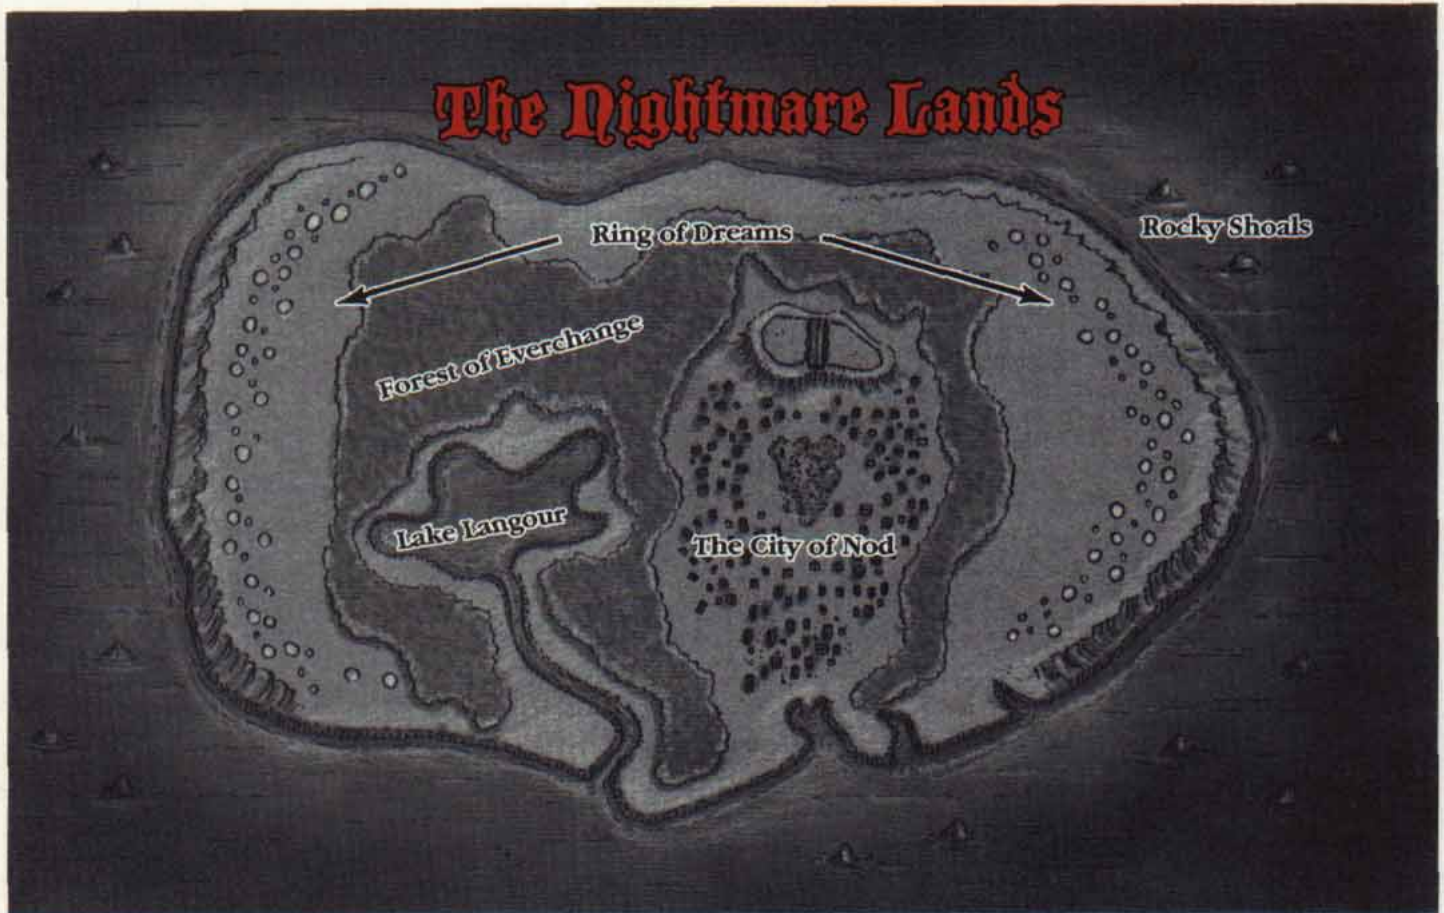 The Nightmare Lands
Rocky Shoals
Ring of Dreams
Forest of Everchange
Lake Langour
The City of Nod